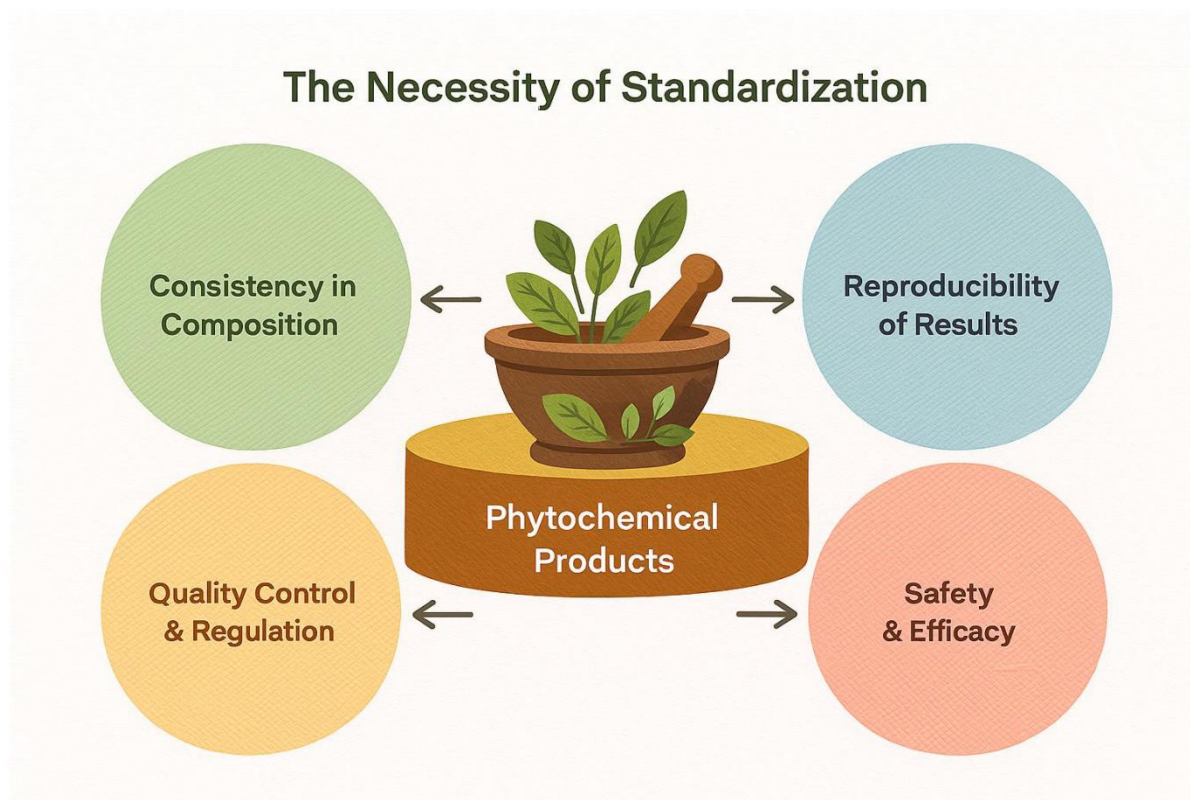 The Necessity of Standardization
Consistency in
Composition
Reproducibility
of Results
Phytochemical
Products
Quality Control
& Regulation
Safety
& Efficacy